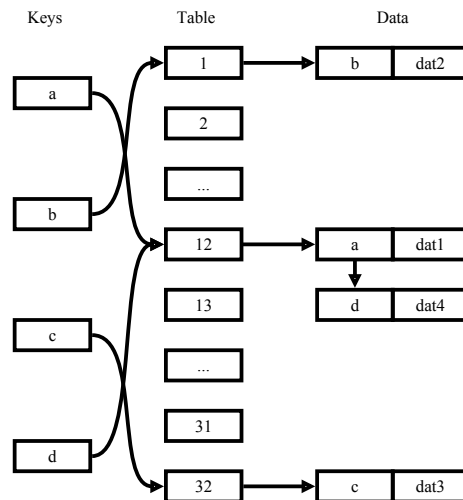 Keys Table Data
1 b dat2
a
2
...
b
12 a dat1
13 d dat4
c
...
31
d
32 c dat3